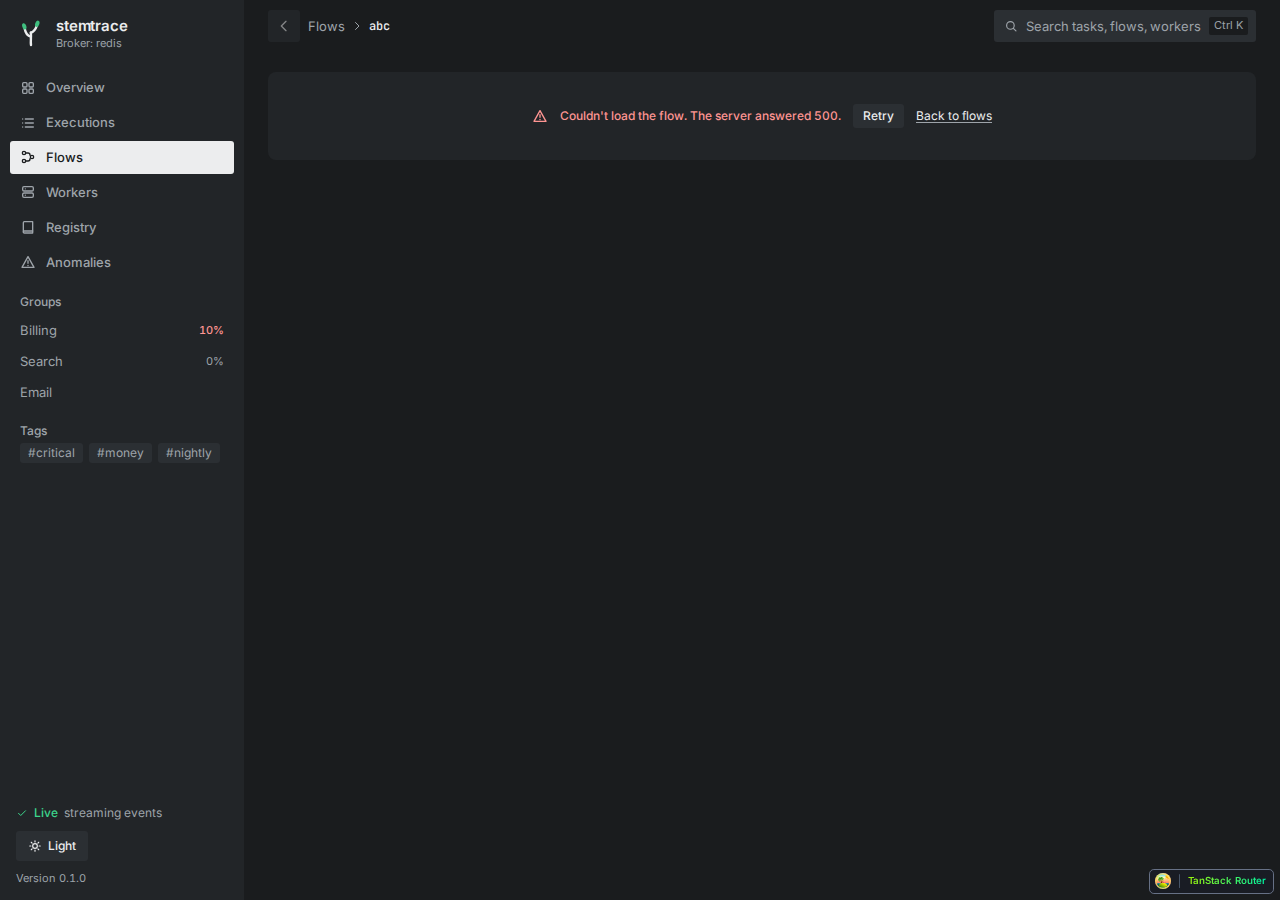 stemtrace
Broker: redis
Overview
Executions
Flows
Workers
Registry
Anomalies
Groups
Billing 10%
Search 0%
Email
Tags
#critical #money #nightly
Live streaming events
Light
Version 0.1.0
Flows abc
Search tasks, flows, workers Ctrl K
Couldn't load the flow. The server answered 500. Retry Back to flows
TanStack Router